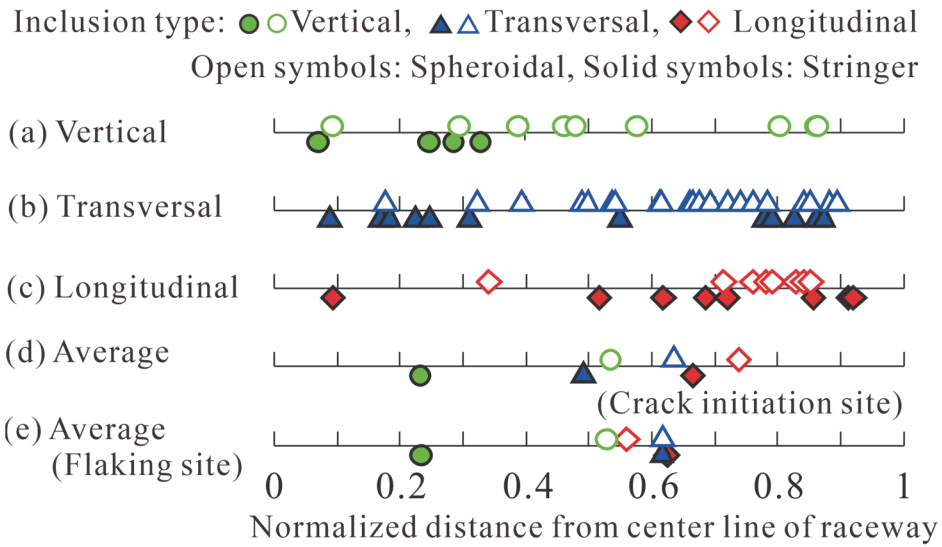 Inclusion type: Vertical, Transversal, Longitudinal
Open symbols: Spheroidal, Solid symbols: Stringer
(a) Vertical
(b) Transversal
(c) Longitudinal
(d) Average
(Crack initiation site)
(e) Average
(Flaking site)
0 0.2 0.4 0.6 0.8 1
Normalized distance from center line of raceway